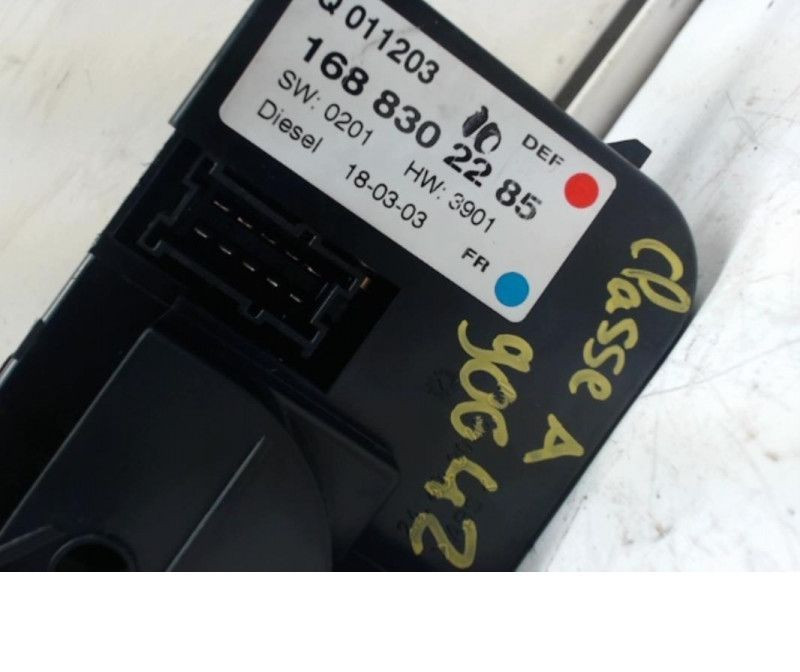 Q 011203
168 830 22 85
SW: 0201 HW: 3901
Diesel 18-03-03
DEF
FR
classe A
90642